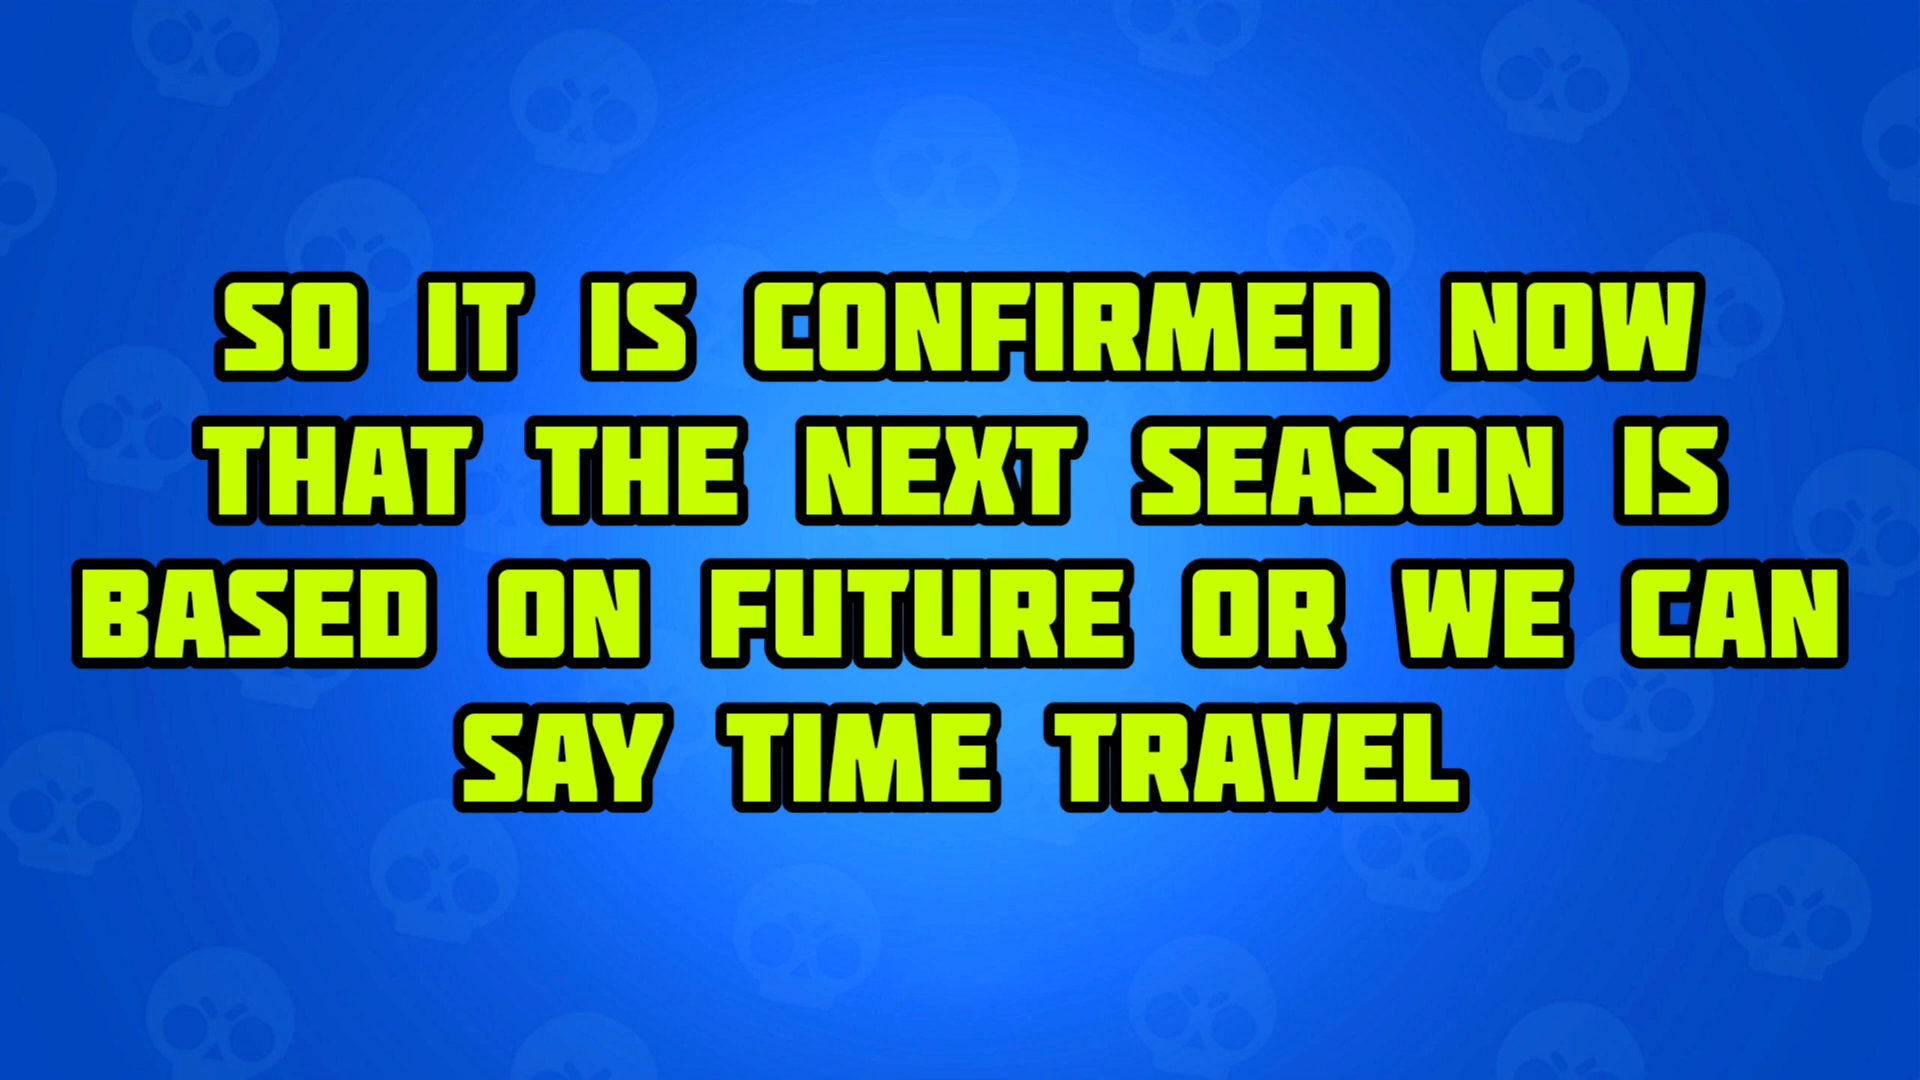 SO IT IS CONFIRMED NOW
THAT THE NEXT SEASON IS
BASED ON FUTURE OR WE CAN
SAY TIME TRAVEL